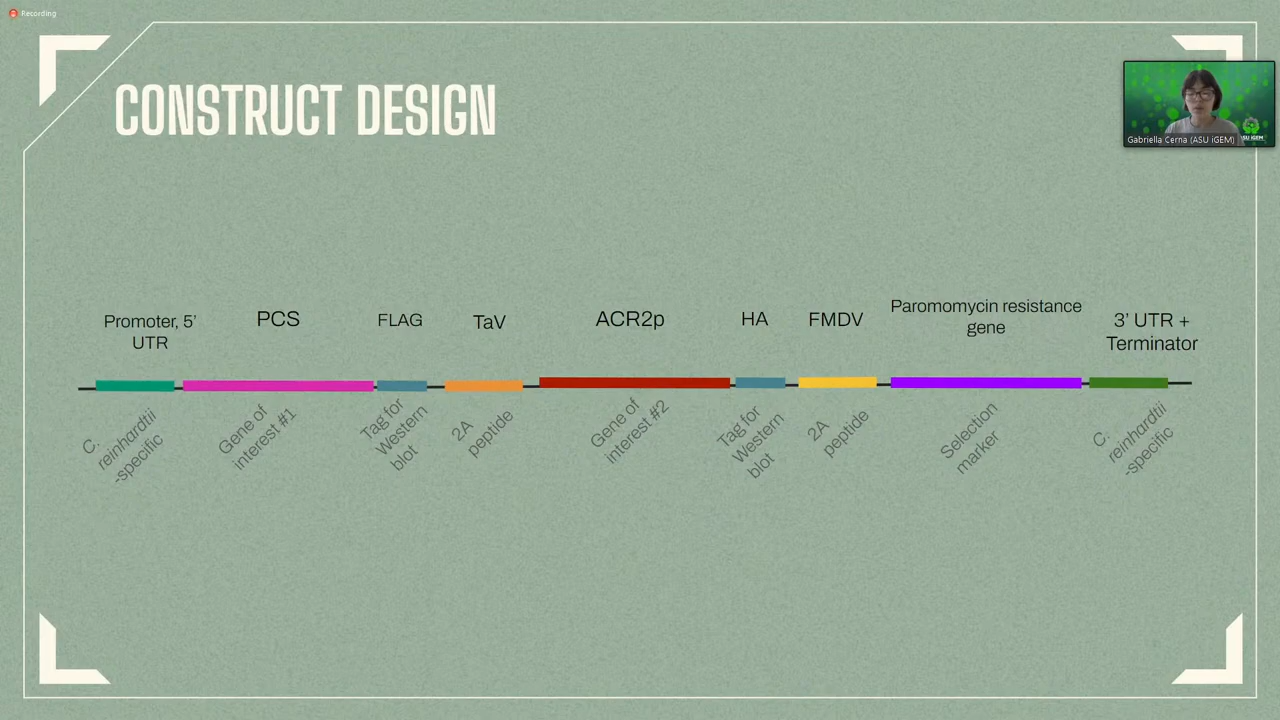 Recording
CONSTRUCT DESIGN
Gabriella Cerna (ASU iGEM)
ASU iGEM
Promoter, 5’
UTR
PCS
FLAG
TaV
ACR2p
HA
FMDV
Paromomycin resistance
gene
3’ UTR +
Terminator
C.
reinhardtii
-specific
Gene of
interest #1
Tag for
Western
blot
2A
peptide
Gene of
interest #2
Tag for
Western
blot
2A
peptide
Selection
marker
C.
reinhardtii
-specific